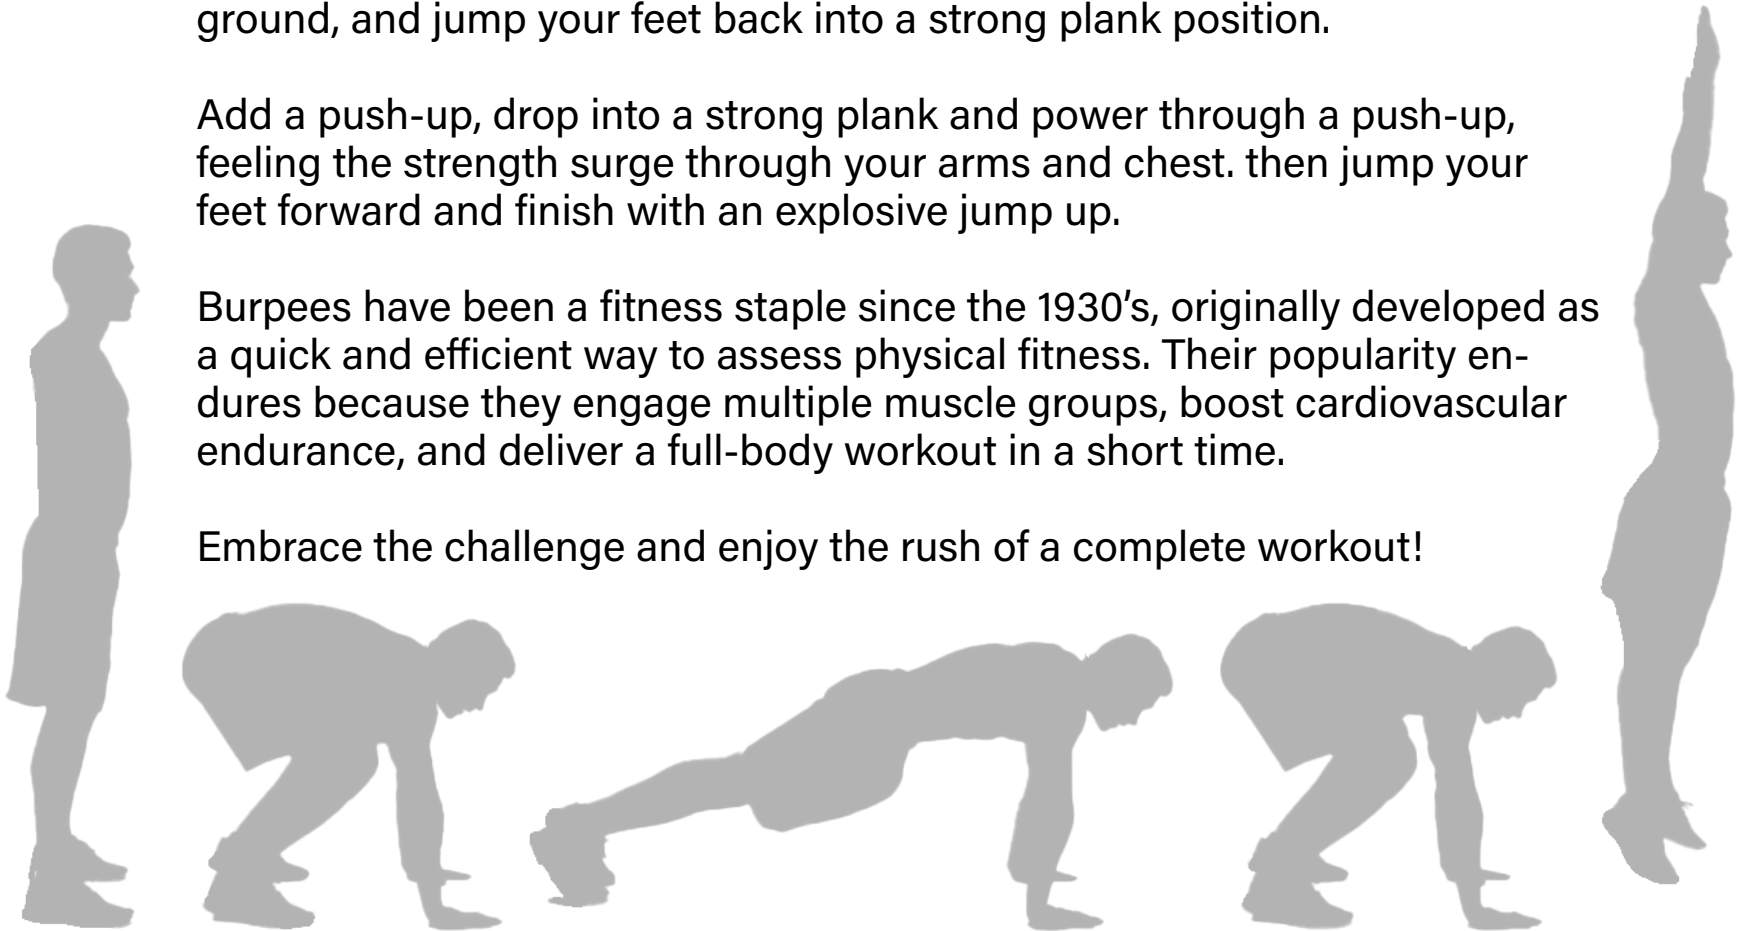 ground, and jump your feet back into a strong plank position.
Add a push-up, drop into a strong plank and power through a push-up,
feeling the strength surge through your arms and chest. then jump your
feet forward and finish with an explosive jump up.
Burpees have been a fitness staple since the 1930’s, originally developed as
a quick and efficient way to assess physical fitness. Their popularity en-
dures because they engage multiple muscle groups, boost cardiovascular
endurance, and deliver a full-body workout in a short time.
Embrace the challenge and enjoy the rush of a complete workout!